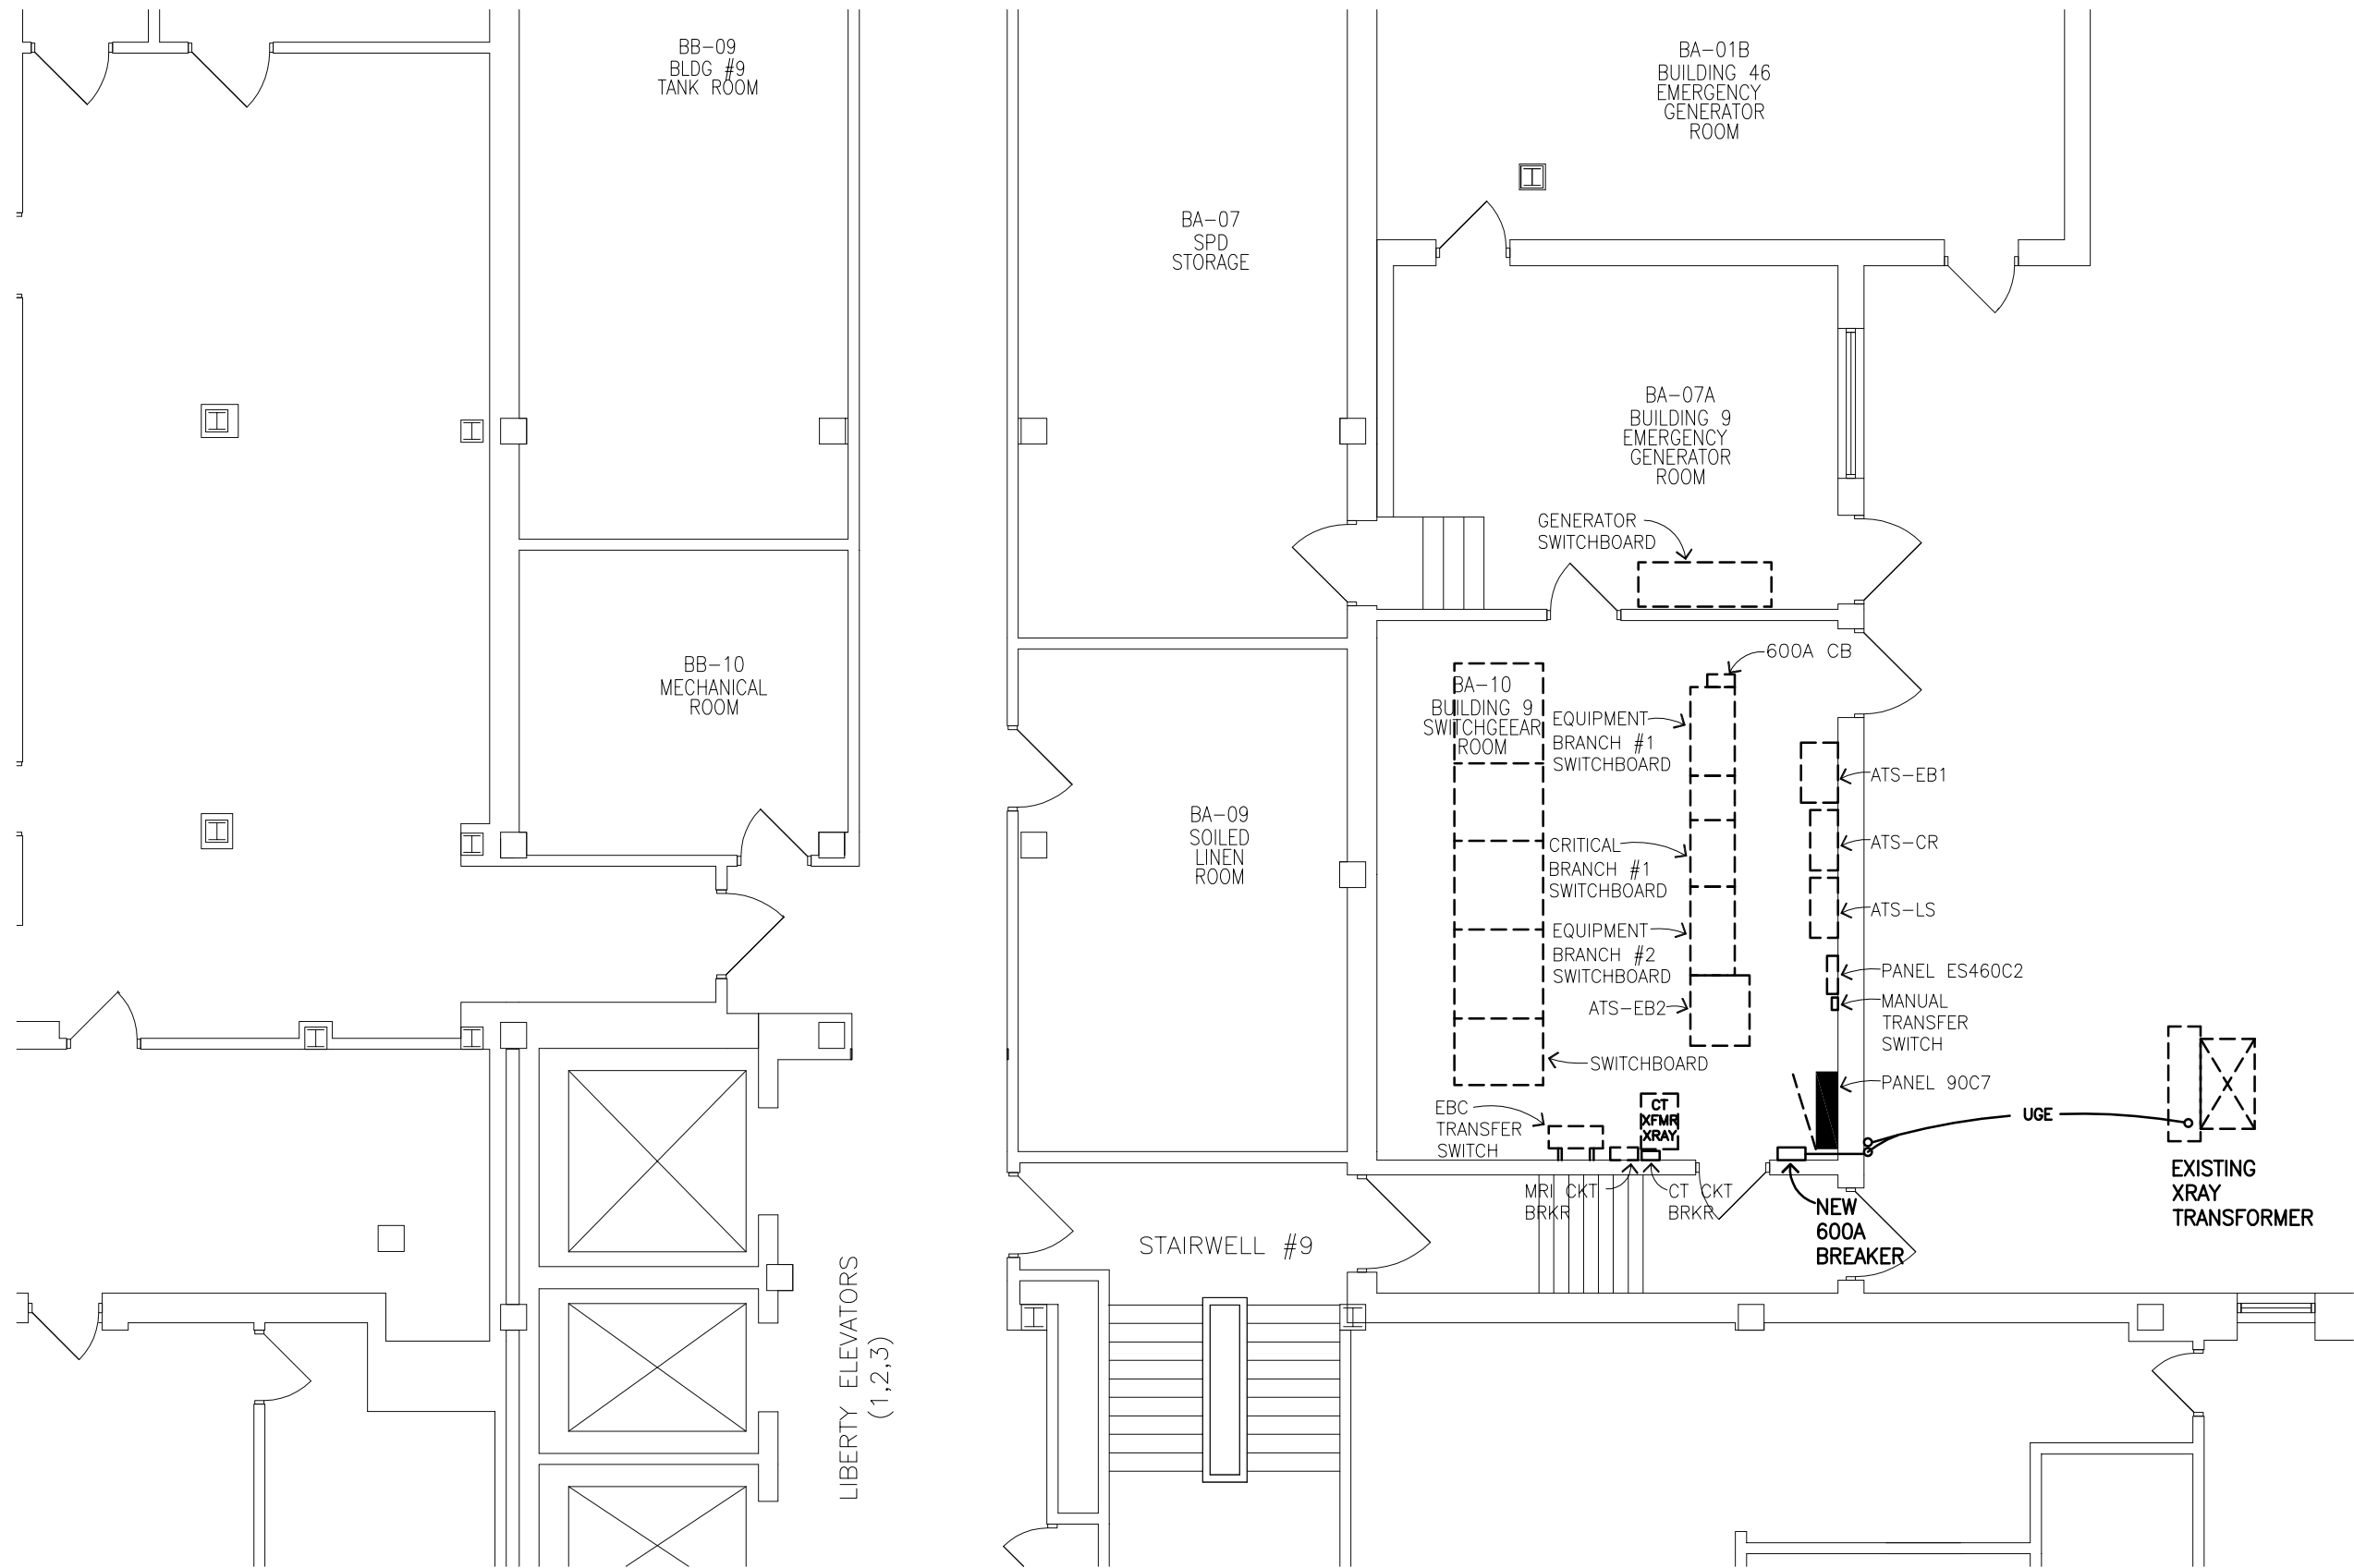 BB-09
BLDG #9
TANK ROOM
BA-01B
BUILDING 46
EMERGENCY
GENERATOR
ROOM
BA-07
SPD
STORAGE
BA-07A
BUILDING 9
EMERGENCY
GENERATOR
ROOM
GENERATOR
SWITCHBOARD
600A CB
BB-10
MECHANICAL
ROOM
BA-10
BUILDING 9
SWITCHGEEAR
ROOM
EQUIPMENT
BRANCH #1
SWITCHBOARD
ATS-EB1
BA-09
SOILED
LINEN
ROOM
CRITICAL
BRANCH #1
SWITCHBOARD
ATS-CR
ATS-LS
EQUIPMENT
BRANCH #2
SWITCHBOARD
PANEL ES460C2
ATS-EB2
MANUAL
TRANSFER
SWITCH
SWITCHBOARD
PANEL 90C7
EBC
TRANSFER
SWITCH
CT
XFMR
XRAY
UGE
MRI CKT
BRKR
CT CKT
BRKR
NEW
600A
BREAKER
EXISTING
XRAY
TRANSFORMER
STAIRWELL #9
LIBERTY ELEVATORS
(1,2,3)